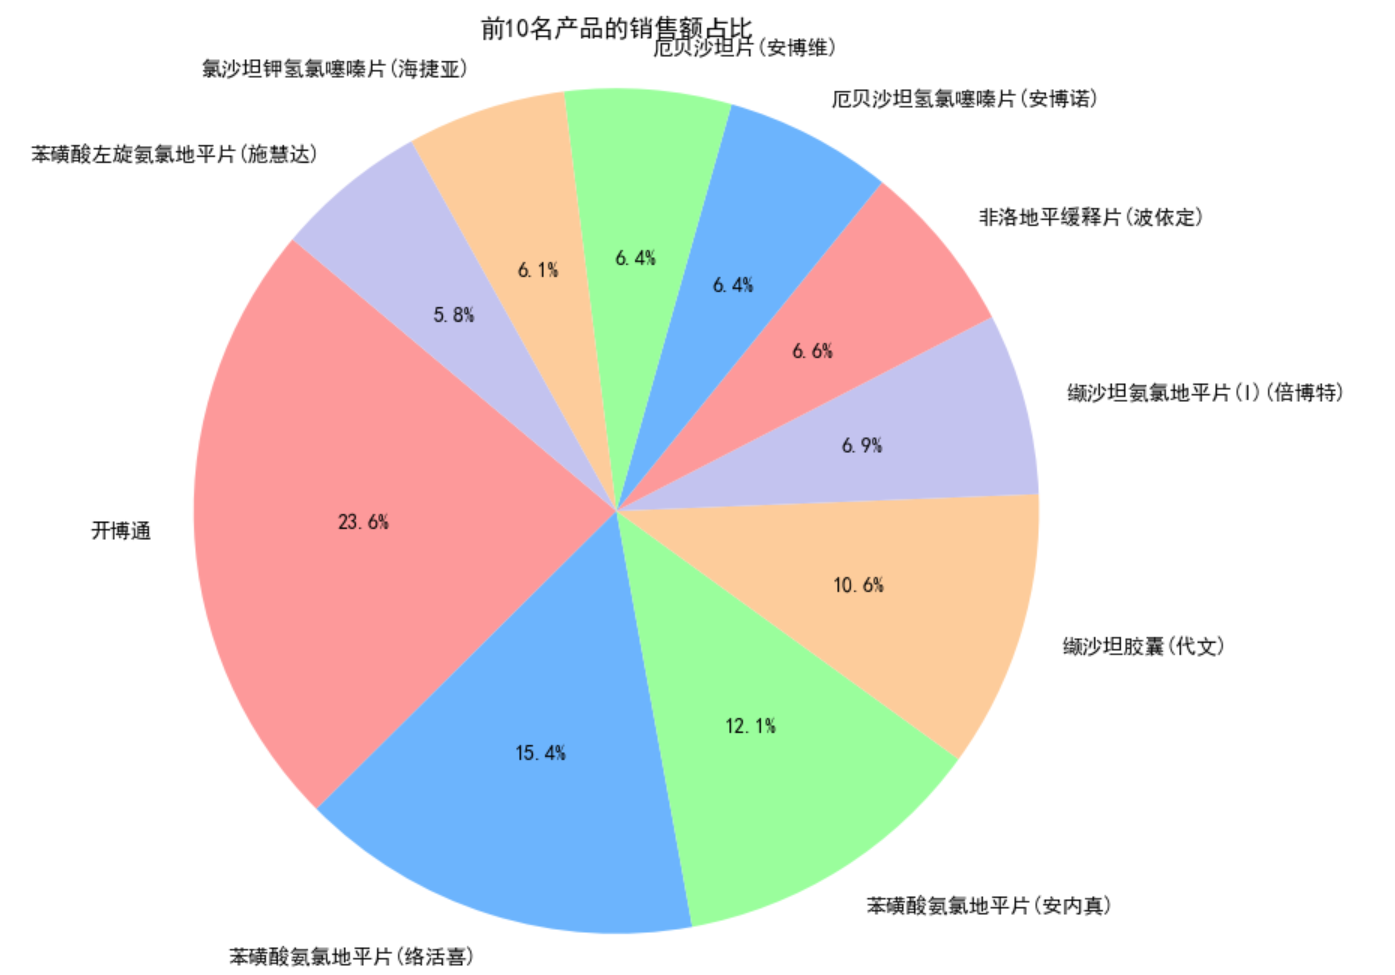 前10名产品的销售额占比
厄贝沙坦片(安博维)
氯沙坦钾氢氯噻嗪片(海捷亚)
厄贝沙坦氢氯噻嗪片(安博诺)
苯磺酸左旋氨氯地平片(施慧达)
非洛地平缓释片(波依定)
6.4%
6.1%
6.4%
5.8%
6.6%
缬沙坦氨氯地平片(I)(倍博特)
6.9%
23.6%
开博通
10.6%
缬沙坦胶囊(代文)
12.1%
15.4%
苯磺酸氨氯地平片(安内真)
苯磺酸氨氯地平片(络活喜)